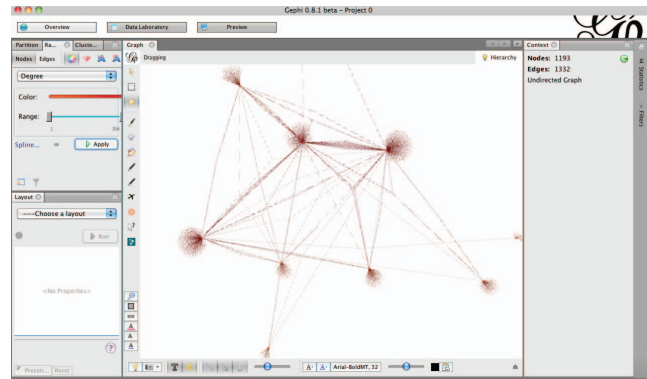 Gephi 0.8.1 beta - Project 0
Overview
Data Laboratory
Preview
Partition
Ra...
Cluste...
Nodes
Edges
Degree
Color:
Range:
1
304
Spline...
Apply
Layout
---Choose a layout
Run
<No Properties>
Presets...
Reset
Graph
Dragging
Hierarchy
Arial-BoldMT, 32
Context
Nodes: 1193
Edges: 1332
Undirected Graph
Statistics
Filters